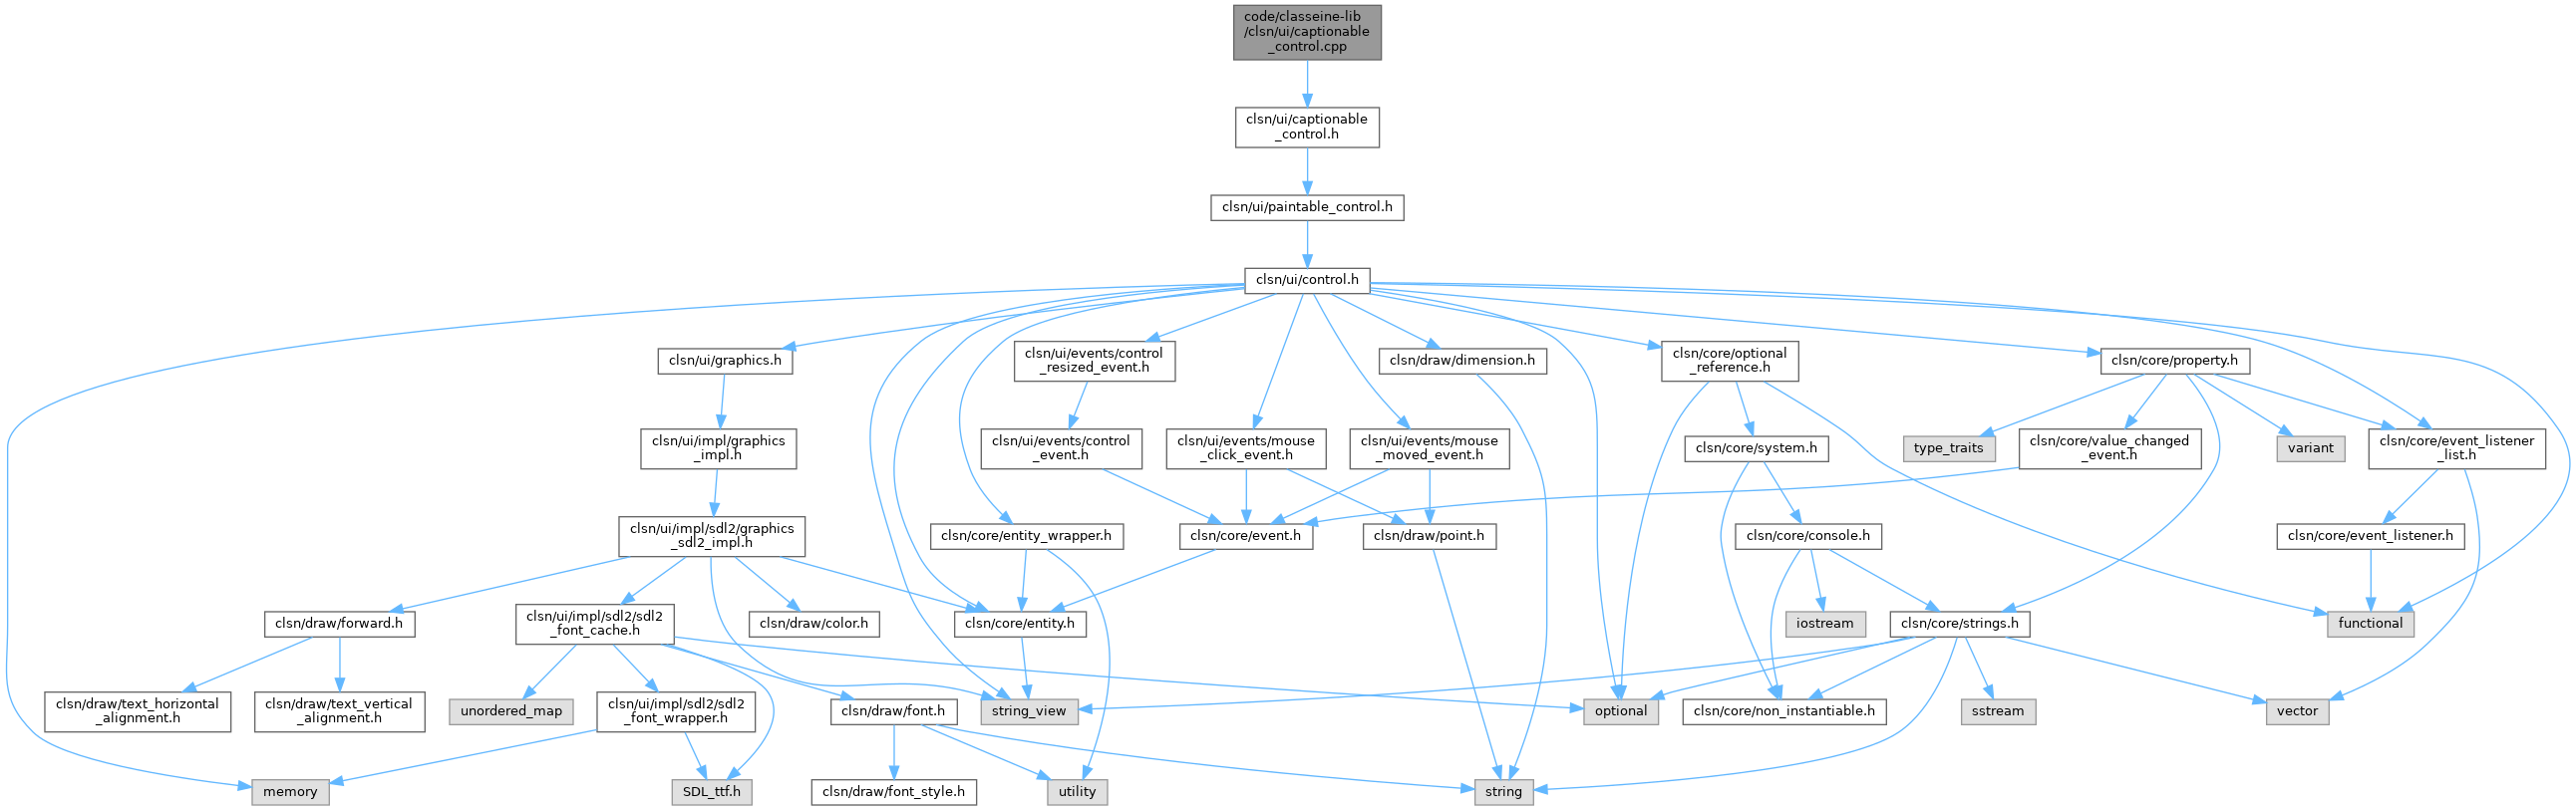 code/classeine-lib
/clsn/ui/captionable
_control.cpp
clsn/ui/captionable
_control.h
clsn/ui/paintable_control.h
clsn/ui/control.h
clsn/ui/graphics.h
clsn/ui/events/control
_resized_event.h
clsn/draw/dimension.h
clsn/core/optional
_reference.h
clsn/core/property.h
clsn/ui/impl/graphics
_impl.h
clsn/ui/events/control
_event.h
clsn/ui/events/mouse
_click_event.h
clsn/ui/events/mouse
_moved_event.h
clsn/core/system.h
type_traits
clsn/core/value_changed
_event.h
variant
clsn/core/event_listener
_list.h
clsn/ui/impl/sdl2/graphics
_sdl2_impl.h
clsn/core/entity_wrapper.h
clsn/core/event.h
clsn/draw/point.h
clsn/core/console.h
clsn/core/event_listener.h
clsn/draw/forward.h
clsn/ui/impl/sdl2/sdl2
_font_cache.h
clsn/draw/color.h
clsn/core/entity.h
iostream
clsn/core/strings.h
functional
clsn/draw/text_horizontal
_alignment.h
clsn/draw/text_vertical
_alignment.h
unordered_map
clsn/ui/impl/sdl2/sdl2
_font_wrapper.h
clsn/draw/font.h
string_view
optional
clsn/core/non_instantiable.h
sstream
vector
memory
SDL_ttf.h
clsn/draw/font_style.h
utility
string